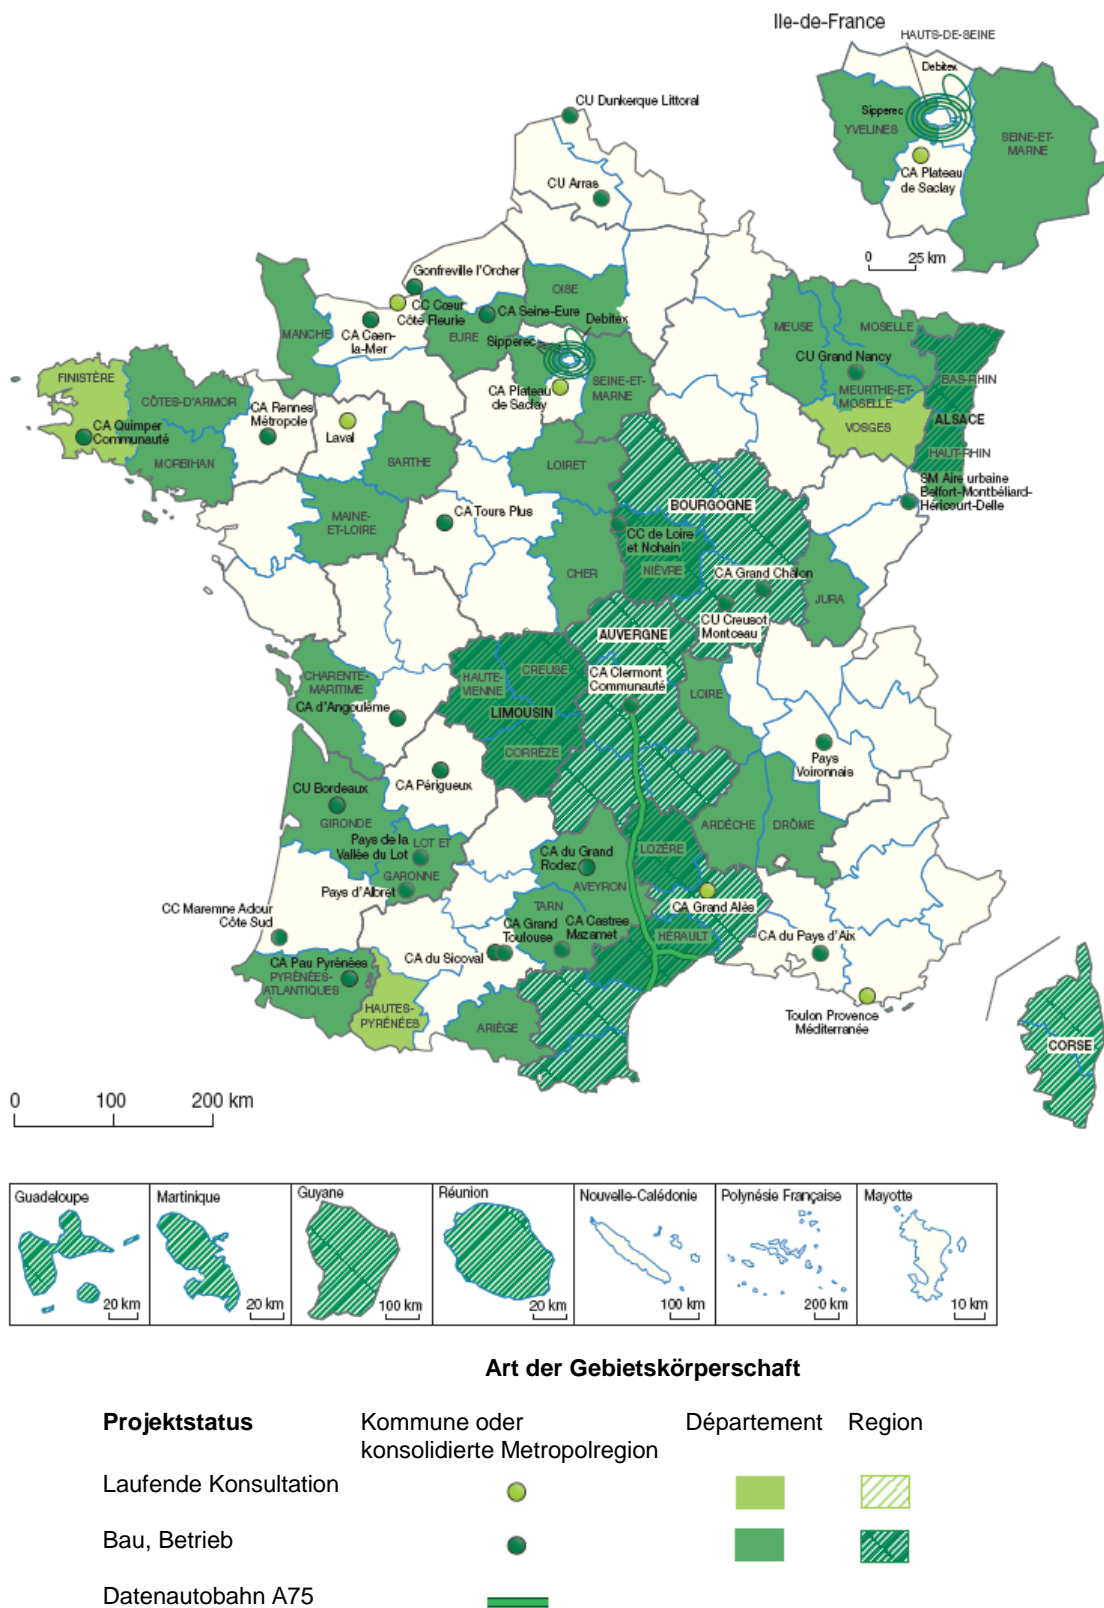 Ile-de-France
HAUTS-DE-SEINE
Debitex
Sipperec
YVELINES
SEINE-ET-
MARNE
CA Plateau
de Saclay
0 25 km
CU Dunkerque Littoral
CU Arras
Gonfreville l'Orcher
OISE
CC Cœur
Côte Fleurie
CA Seine-Eure
Debitex
MANCHE
CA Caen-
la-Mer
EURE
Sipperec
MEUSE
MOSELLE
CU Grand Nancy
BAS-RHIN
FINISTÈRE
CÔTES-D'ARMOR
CA Plateau
de Saclay
SEINE-ET-
MARNE
MEURTHE-ET-
MOSELLE
CA Rennes
Métropole
ALSACE
CA Quimper
Communauté
Laval
VOSGES
MORBIHAN
SARTHE
LOIRET
HAUT-RHIN
SM Aire urbaine
Belfort-Montbéliard-
Héricourt-Delle
BOURGOGNE
MAINE-
ET-LOIRE
CA Tours Plus
CC de Loire
et Nohain
CHER
NIÈVRE
CA Grand Châlon
JURA
CU Creusot
Montceau
AUVERGNE
CREUSE
HAUTE-
VIENNE
CA Clermont
Communauté
CHARENTE-
MARITIME
LOIRE
CA d'Angoulême
LIMOUSIN
CORRÈZE
Pays
Voironnais
CA Périgueux
CU Bordeaux
GIRONDE
ARDÈCHE
DRÔME
Pays de la
Vallée du Lot
LOT ET
GARONNE
CA du Grand
Rodez
LOZÈRE
Pays d'Albret
AVEYRON
CA Grand Alès
CC Maremne Adour
Côte Sud
TARN
CA Grand
Toulouse
CA Castres
Mazamet
HÉRAULT
CA du Pays d'Aix
CA du Sicoval
CA Pau Pyrénées
PYRÉNÉES-
ATLANTIQUES
HAUTES-
PYRÉNÉES
ARIÈGE
Toulon Provence
Méditerranée
CORSE
0 100 200 km
Guadeloupe
20 km
Martinique
20 km
Guyane
100 km
Réunion
20 km
Nouvelle-Calédonie
100 km
Polynésie Française
200 km
Mayotte
10 km
Art der Gebietskörperschaft
Projektstatus Kommune oder Département Region
konsolidierte Metropolregion
Laufende Konsultation
Bau, Betrieb
Datenautobahn A75